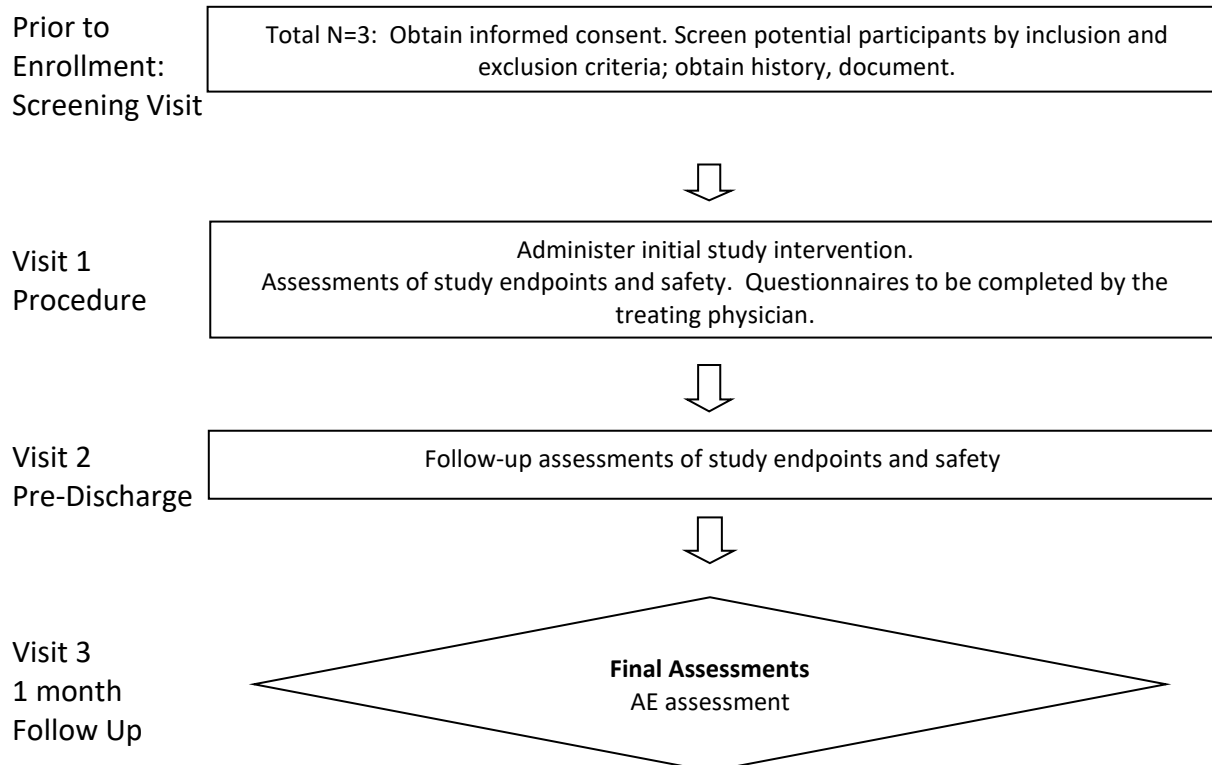 Prior to
Enrollment:
Screening Visit
Total N=3:  Obtain informed consent. Screen potential participants by inclusion and
exclusion criteria; obtain history, document.
Visit 1
Procedure
Administer initial study intervention.
Assessments of study endpoints and safety.  Questionnaires to be completed by the
treating physician.
Visit 2
Pre-Discharge
Follow-up assessments of study endpoints and safety
Visit 3
1 month
Follow Up
Final Assessments
AE assessment